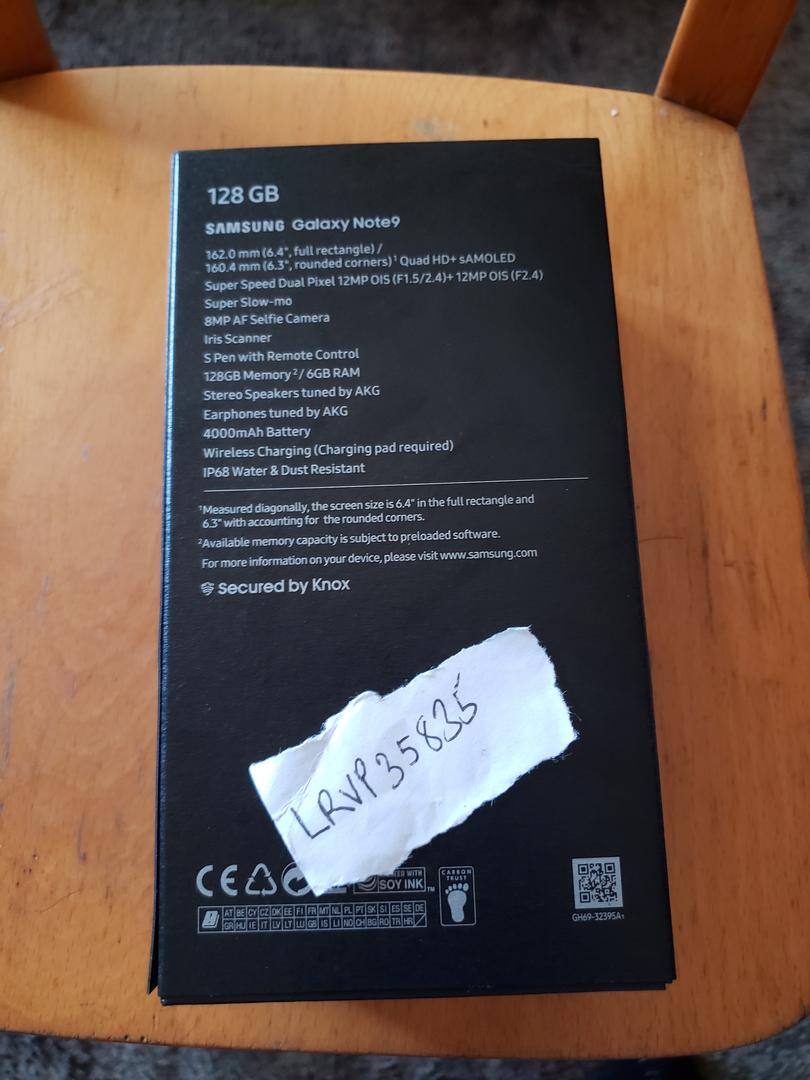 128 GB
SAMSUNG Galaxy Note9
162.0 mm (6.4", full rectangle) /
160.4 mm (6.3", rounded corners)¹ Quad HD+ sAMOLED
Super Speed Dual Pixel 12MP OIS (F1.5/2.4)+ 12MP OIS (F2.4)
Super Slow-mo
8MP AF Selfie Camera
Iris Scanner
S Pen with Remote Control
128GB Memory²/ 6GB RAM
Stereo Speakers tuned by AKG
Earphones tuned by AKG
4000mAh Battery
Wireless Charging (Charging pad required)
IP68 Water & Dust Resistant
¹Measured diagonally, the screen size is 6.4" in the full rectangle and
6.3" with accounting for the rounded corners.
²Available memory capacity is subject to preloaded software.
For more information on your device, please visit www.samsung.com
Secured by Knox
LRVP35835
CE
WITH
SOY INK™
CARBON
TRUST
AT BE CY CZ DK EE FI FR MT NL PL PT SK SI ES SE DE
GR HU IE IT LV LT LU GB IS LI NO CH BG RO TR HR
GH69-32395A1